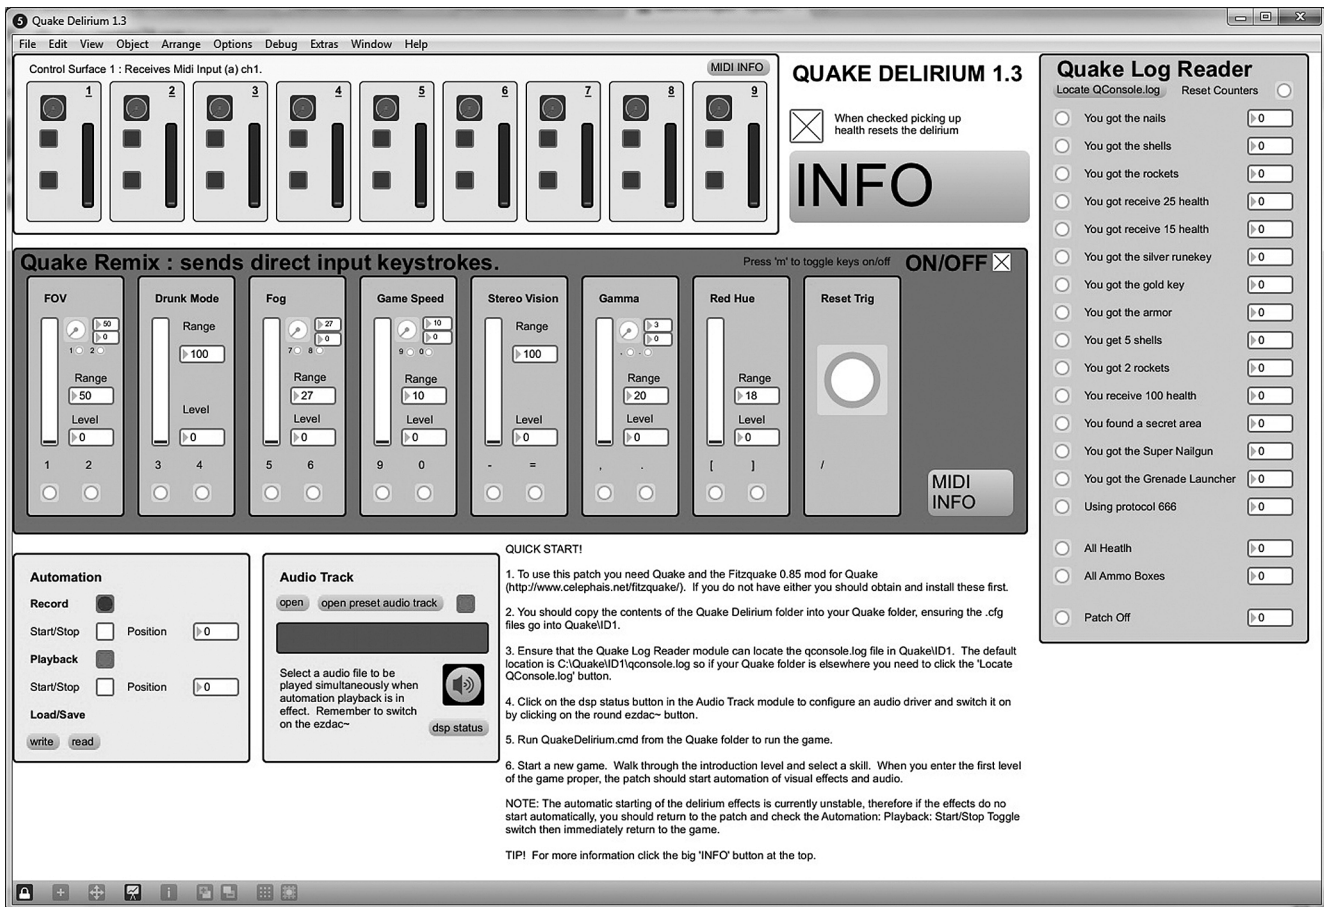 5 Quake Delirium 1.3
File Edit View Object Arrange Options Debug Extras Window Help
Control Surface 1 : Receives Midi Input (a) ch1.
MIDI INFO
1 2 3 4 5 6 7 8 9
QUAKE DELIRIUM 1.3
When checked picking up
health resets the delirium
INFO
Quake Remix : sends direct input keystrokes.
Press 'm' to toggle keys on/off
ON/OFF
FOV
50
0
1 2
Range
50
Level
0
1 2
Drunk Mode
Range
100
Level
0
3 4
Fog
27
0
7 8
Range
27
Level
0
5 6
Game Speed
10
0
9 0
Range
10
Level
0
9 0
Stereo Vision
Range
100
Level
0
- =
Gamma
3
0
, .
Range
20
Level
0
, .
Red Hue
Range
18
Level
0
[ ]
Reset Trig
/
MIDI
INFO
Quake Log Reader
Locate QConsole.log Reset Counters
You got the nails 0
You got the shells 0
You got the rockets 0
You got receive 25 health 0
You got receive 15 health 0
You got the silver runekey 0
You got the gold key 0
You got the armor 0
You get 5 shells 0
You got 2 rockets 0
You receive 100 health 0
You found a secret area 0
You got the Super Nailgun 0
You got the Grenade Launcher 0
Using protocol 666 0
All Heatlh 0
All Ammo Boxes 0
Patch Off 0
Automation
Record
Start/Stop Position 0
Playback
Start/Stop Position 0
Load/Save
write read
Audio Track
open open preset audio track
Select a audio file to be
played simultaneously when
automation playback is in
effect. Remember to switch
on the ezdac~
dsp status
QUICK START!
1. To use this patch you need Quake and the Fitzquake 0.85 mod for Quake
(http://www.celephais.net/fitzquake/). If you do not have either you should obtain and install these first.
2. You should copy the contents of the Quake Delirium folder into your Quake folder, ensuring the .cfg
files go into Quake\ID1.
3. Ensure that the Quake Log Reader module can locate the qconsole.log file in Quake\ID1. The default
location is C:\Quake\ID1\qconsole.log so if your Quake folder is elsewhere you need to click the 'Locate
QConsole.log' button.
4. Click on the dsp status button in the Audio Track module to configure an audio driver and switch it on
by clicking on the round ezdac~ button.
5. Run QuakeDelirium.cmd from the Quake folder to run the game.
6. Start a new game. Walk through the introduction level and select a skill. When you enter the first level
of the game proper, the patch should start automation of visual effects and audio.
NOTE: The automatic starting of the delirium effects is currently unstable, therefore if the effects do no
start automatically, you should return to the patch and check the Automation: Playback: Start/Stop Toggle
switch then immediately return to the game.
TIP! For more information click the big 'INFO' button at the top.